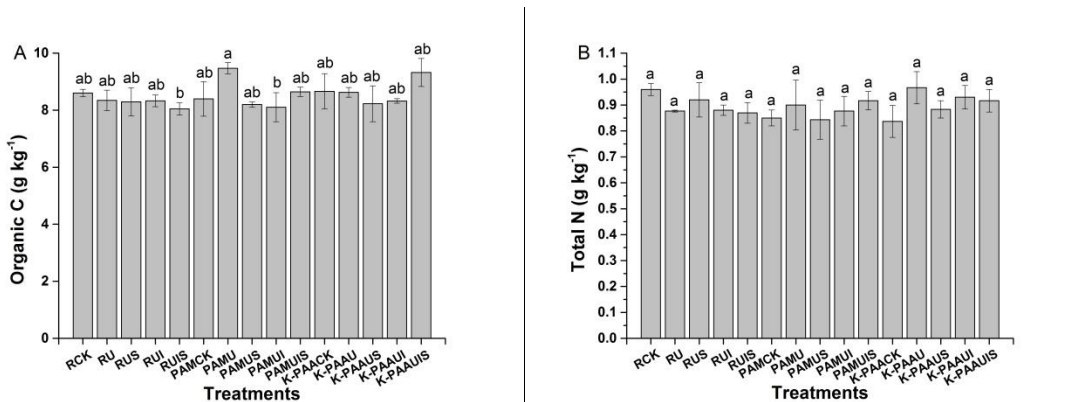 A
Organic C (g kg⁻¹)
10
8
6
4
2
0
ab ab ab ab b ab a ab b ab ab ab ab ab ab
RCK RU RUS RUI RUIS PAMCK PAMU PAMUS PAMUI PAMUIS K-PAACK K-PAAU K-PAAUS K-PAAUI K-PAAUIS
Treatments
B
Total N (g kg⁻¹)
1.1
1.0
0.9
0.8
0.7
0.6
0.5
0.4
0.3
0.2
0.1
0.0
a a a a a a a a a a a a a a a
RCK RU RUS RUI RUIS PAMCK PAMU PAMUS PAMUI PAMUIS K-PAACK K-PAAU K-PAAUS K-PAAUI K-PAAUIS
Treatments